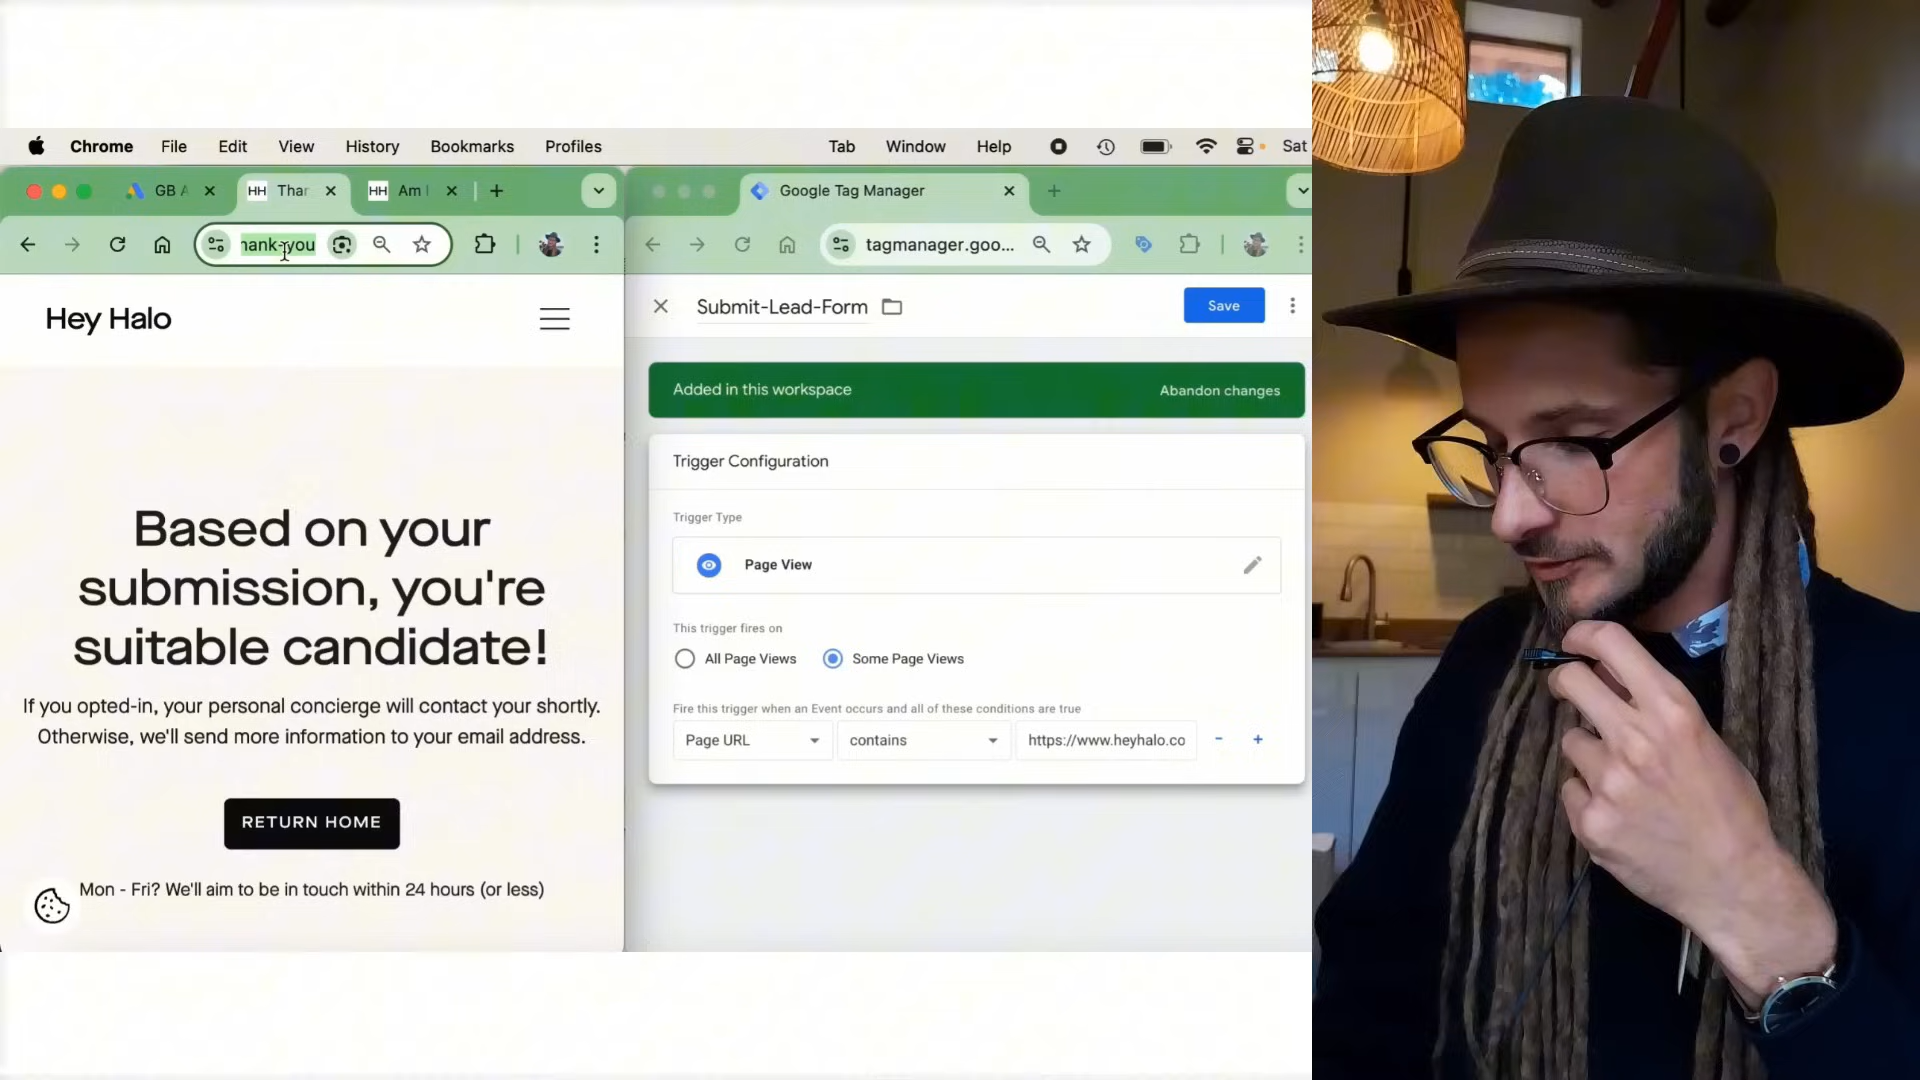 Chrome File Edit View History Bookmarks Profiles Tab Window Help Sat
GB A
HH Thar
HH Am I
Google Tag Manager
hank-you
tagmanager.goo...
Hey Halo
Submit-Lead-Form
Save
Added in this workspace
Abandon changes
Trigger Configuration
Trigger Type
Page View
This trigger fires on
All Page Views
Some Page Views
Fire this trigger when an Event occurs and all of these conditions are true
Page URL
contains
https://www.heyhalo.co
Based on your
submission, you're
suitable candidate!
If you opted-in, your personal concierge will contact your shortly.
Otherwise, we'll send more information to your email address.
RETURN HOME
Mon - Fri? We'll aim to be in touch within 24 hours (or less)